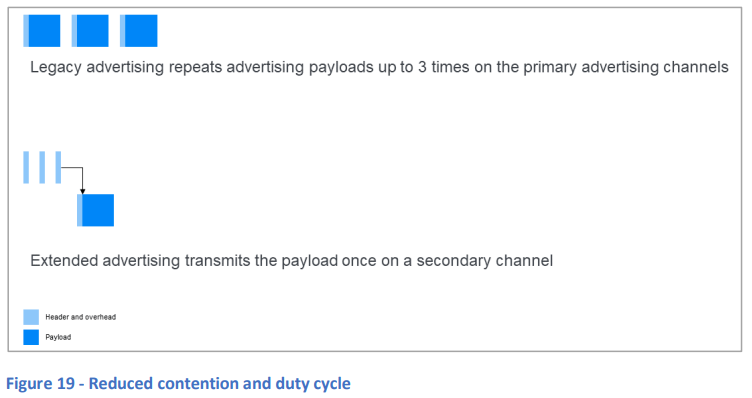 Legacy advertising repeats advertising payloads up to 3 times on the primary advertising channels
Extended advertising transmits the payload once on a secondary channel
Header and overhead
Payload
Figure 19 - Reduced contention and duty cycle